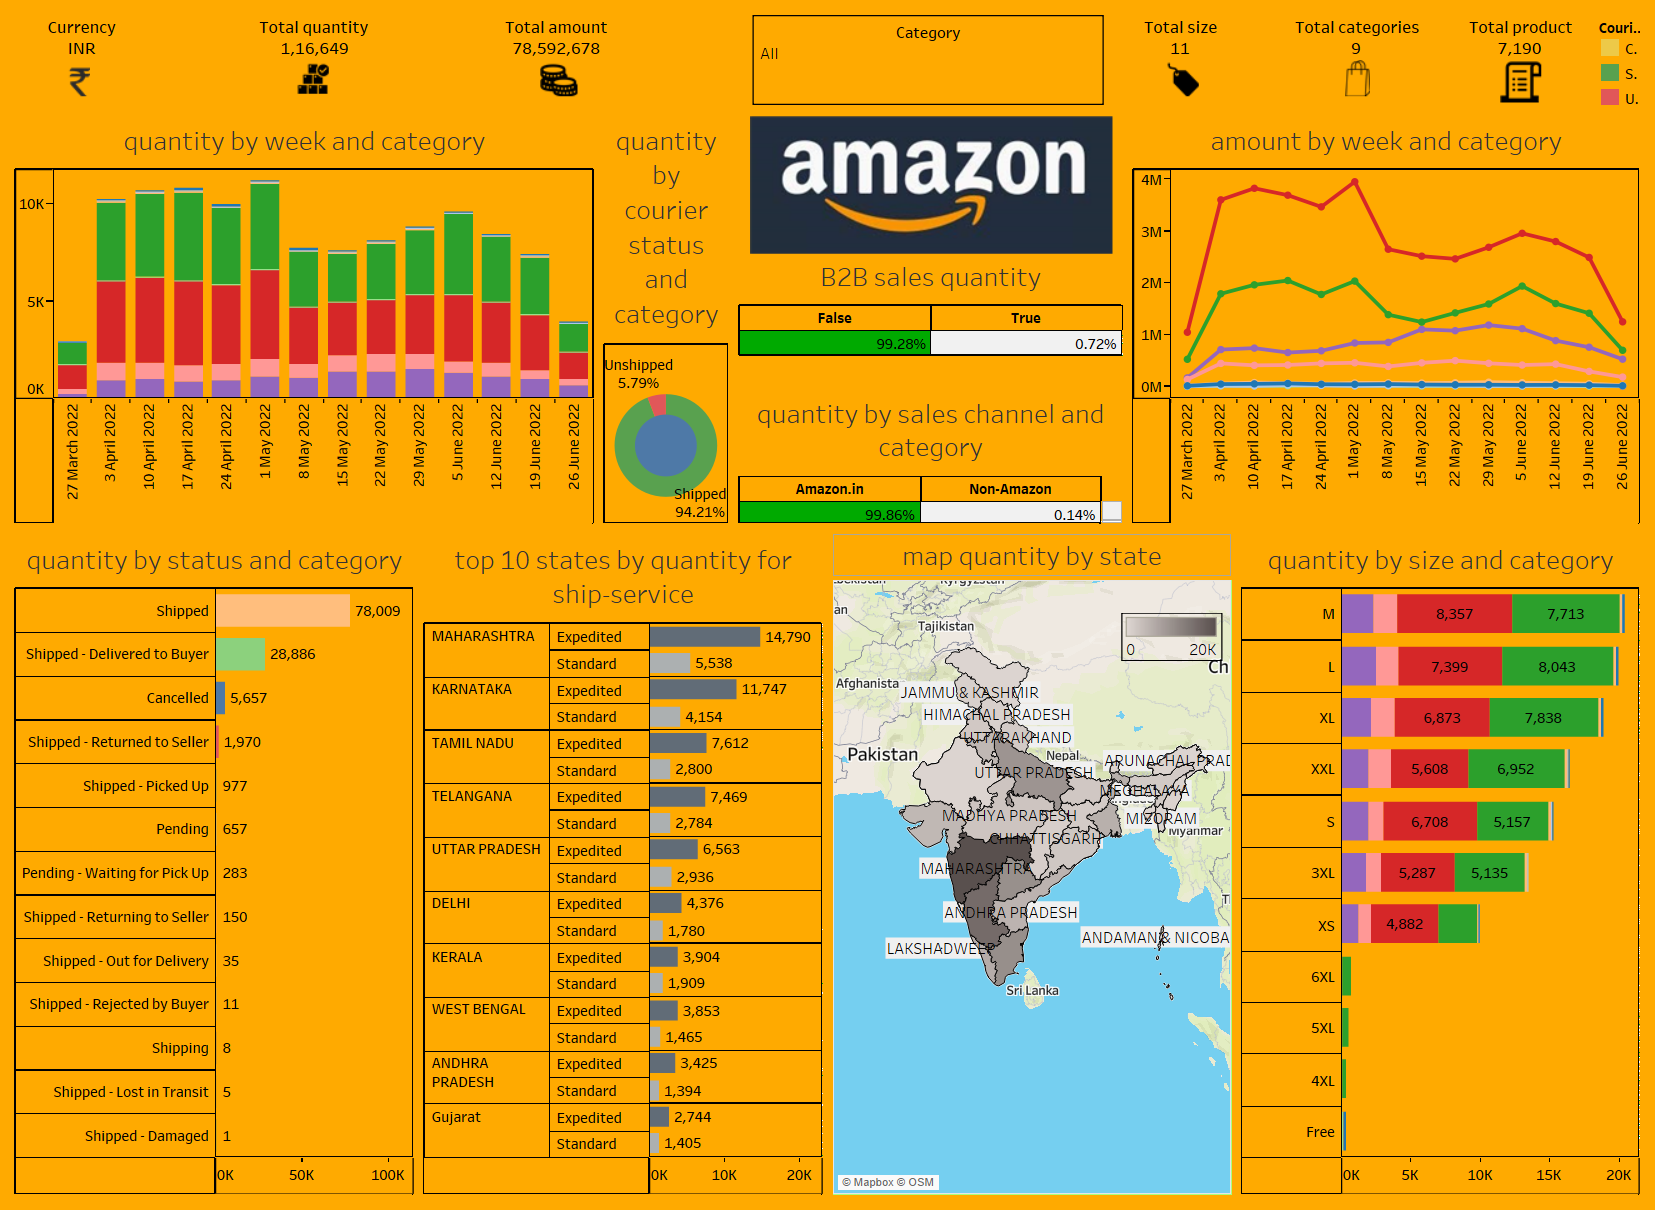 Currency
INR
Total quantity
1,16,649
Total amount
78,592,678
Category
All
Total size
11
Total categories
9
Total product
7,190
Couri..
C.
S.
U.
quantity by week and category
10K
5K
0K
27 March 2022
3 April 2022
10 April 2022
17 April 2022
24 April 2022
1 May 2022
8 May 2022
15 May 2022
22 May 2022
29 May 2022
5 June 2022
12 June 2022
19 June 2022
26 June 2022
quantity
by
courier
status
and
category
Unshipped
5.79%
Shipped
94.21%
amazon
B2B sales quantity
False
True
99.28%
0.72%
quantity by sales channel and
category
Amazon.in
Non-Amazon
99.86%
0.14%
amount by week and category
4M
3M
2M
1M
0M
27 March 2022
3 April 2022
10 April 2022
17 April 2022
24 April 2022
1 May 2022
8 May 2022
15 May 2022
22 May 2022
29 May 2022
5 June 2022
12 June 2022
19 June 2022
26 June 2022
quantity by status and category
Shipped
78,009
Shipped - Delivered to Buyer
28,886
Cancelled
5,657
Shipped - Returned to Seller
1,970
Shipped - Picked Up
977
Pending
657
Pending - Waiting for Pick Up
283
Shipped - Returning to Seller
150
Shipped - Out for Delivery
35
Shipped - Rejected by Buyer
11
Shipping
8
Shipped - Lost in Transit
5
Shipped - Damaged
1
0K
50K
100K
top 10 states by quantity for
ship-service
MAHARASHTRA
Expedited
14,790
Standard
5,538
KARNATAKA
Expedited
11,747
Standard
4,154
TAMIL NADU
Expedited
7,612
Standard
2,800
TELANGANA
Expedited
7,469
Standard
2,784
UTTAR PRADESH
Expedited
6,563
Standard
2,936
DELHI
Expedited
4,376
Standard
1,780
KERALA
Expedited
3,904
Standard
1,909
WEST BENGAL
Expedited
3,853
Standard
1,465
ANDHRA
PRADESH
Expedited
3,425
Standard
1,394
Gujarat
Expedited
2,744
Standard
1,405
0K
10K
20K
map quantity by state
Kyrgyzstan
an
Tajikistan
0
20K
Ch
Afghanista
JAMMU & KASHMIR
HIMACHAL PRADESH
UTTARAKHAND
Pakistan
Nepal
ARUNACHAL PRAD
UTTAR PRADESH
MEGHALAYA
MADHYA PRADESH
MIZORAM
Myanmar
CHHATTISGARH
MAHARASHTRA
ANDHRA PRADESH
ANDAMAN & NICOBA
LAKSHADWEEP
Sri Lanka
© Mapbox © OSM
quantity by size and category
M
8,357
7,713
L
7,399
8,043
XL
6,873
7,838
XXL
5,608
6,952
S
6,708
5,157
3XL
5,287
5,135
XS
4,882
6XL
5XL
4XL
Free
0K
5K
10K
15K
20K